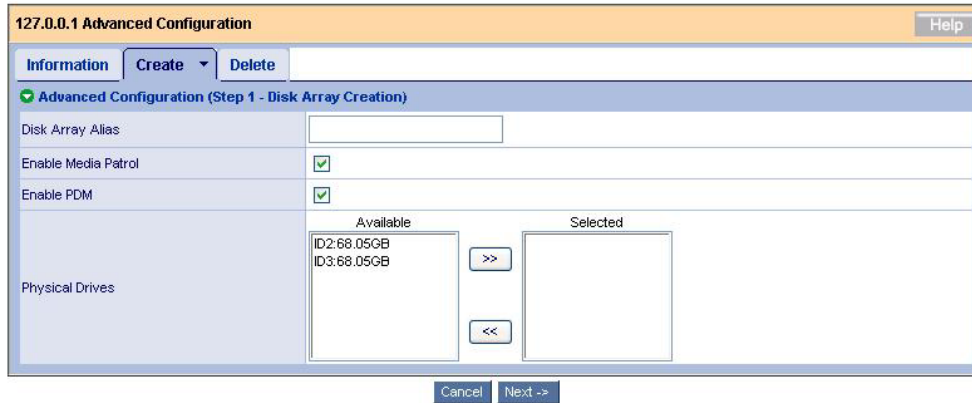 127.0.0.1 Advanced Configuration
Help
Information
Create
Delete
Advanced Configuration (Step 1 - Disk Array Creation)
Disk Array Alias
Enable Media Patrol
Enable PDM
Physical Drives
Available
Selected
ID2:68.05GB
ID3:68.05GB
>>
<<
Cancel
Next ->